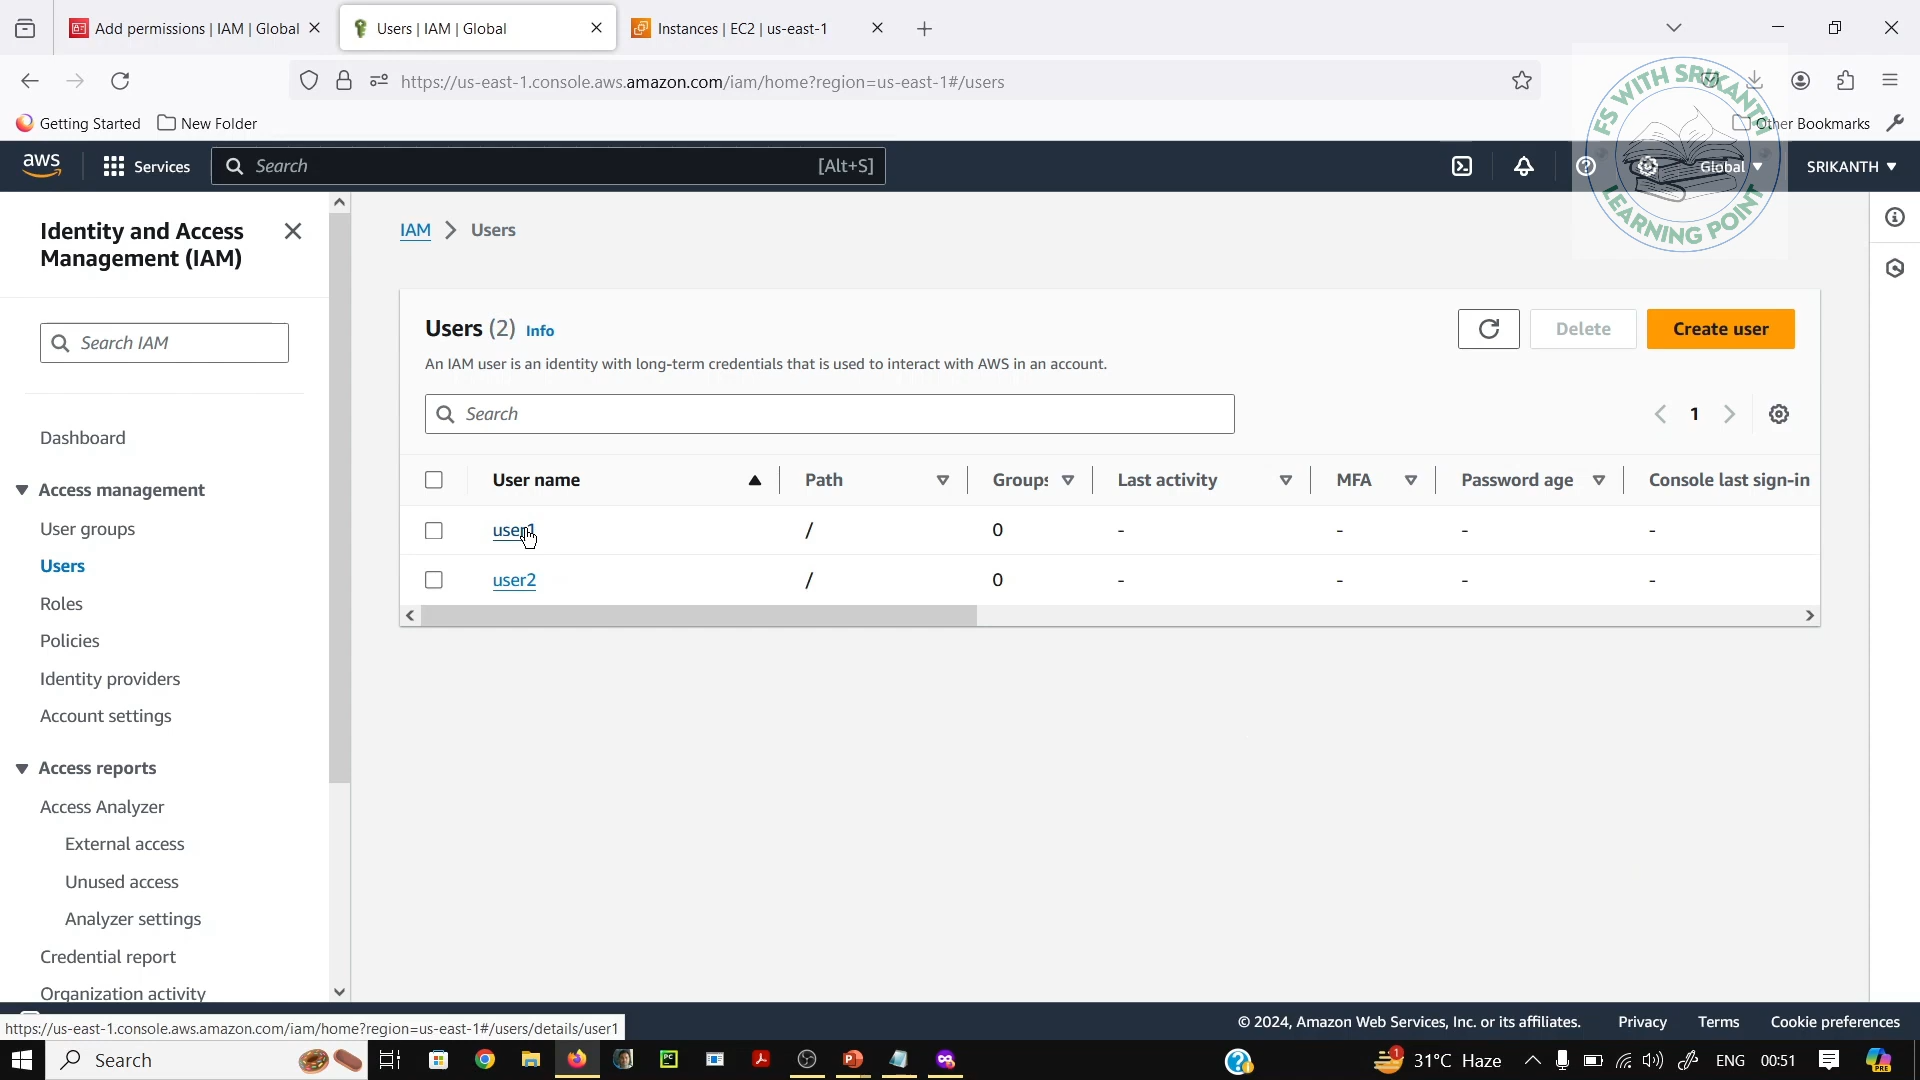 Add permissions | IAM | Global
Users | IAM | Global
Instances | EC2 | us-east-1
https://us-east-1.console.aws.amazon.com/iam/home?region=us-east-1#/users
Getting Started
New Folder
Other Bookmarks
FS WITH SRIKANTH
LEARNING POINT
aws
Services
Search
[Alt+S]
Global
SRIKANTH
Identity and Access
Management (IAM)
Search IAM
Dashboard
Access management
User groups
Users
Roles
Policies
Identity providers
Account settings
Access reports
Access Analyzer
External access
Unused access
Analyzer settings
Credential report
Organization activity
IAM > Users
Users (2) Info
Delete
Create user
An IAM user is an identity with long-term credentials that is used to interact with AWS in an account.
Search
1
User name Path Groups Last activity MFA Password age Console last sign-in
user1 / 0 - - - -
user2 / 0 - - - -
https://us-east-1.console.aws.amazon.com/iam/home?region=us-east-1#/users/details/user1
© 2024, Amazon Web Services, Inc. or its affiliates. Privacy Terms Cookie preferences
Search
31°C Haze
ENG
00:51